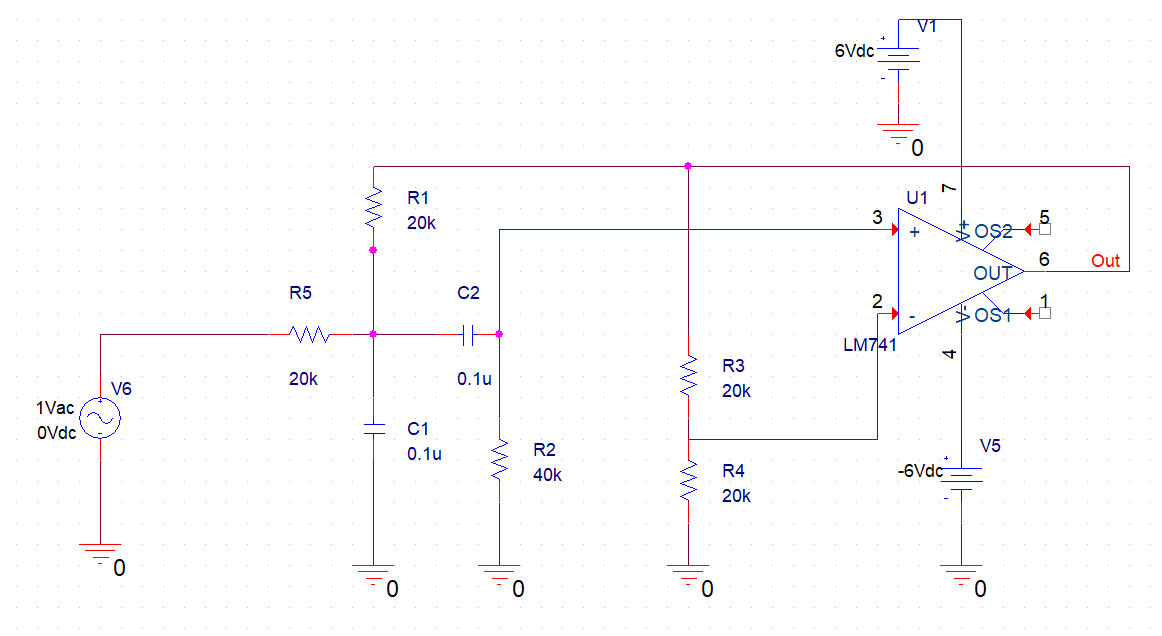 V1
6Vdc
+
-
0
7
R1
20k
U1
3
+
V+
OS2
5
OUT
6
Out
R5
C2
2
-
V-
OS1
1
LM741
4
20k
0.1u
R3
20k
V6
1Vac
0Vdc
+
-
C1
0.1u
R2
40k
R4
20k
V5
-6Vdc
+
-
0
0
0
0
0